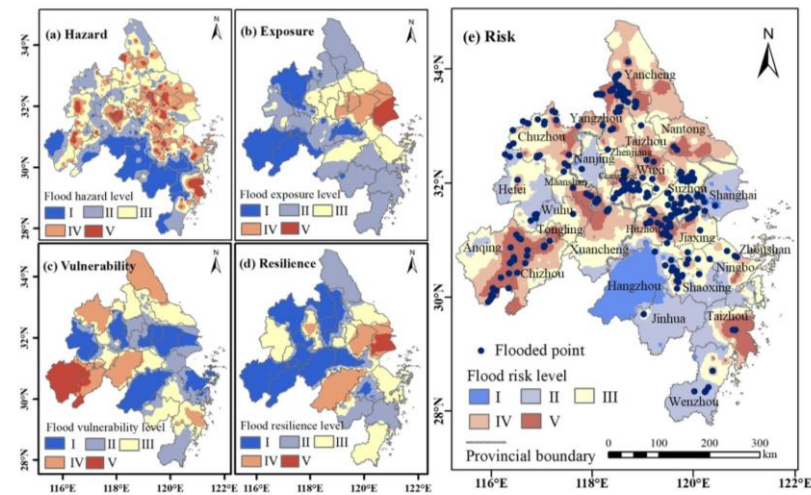 (a) Hazard
N
34°N
32°N
30°N
28°N
Flood hazard level
I II III
IV V
(b) Exposure
N
Flood exposure level
I II III
IV V
(c) Vulnerability
N
34°N
32°N
30°N
28°N
Flood vulnerability level
I II III
IV V
116°E 118°E 120°E 122°E
(d) Resilience
N
Flood resilience level
I II III
IV V
116°E 118°E 120°E 122°E
(e) Risk
N
34°N
32°N
30°N
28°N
Yancheng
Yangzhou
Chuzhou
Taizhou
Nantong
Zhenjiang
Nanjing
Wuxi
Maanshan
Hefei
Suzhou
Shanghai
Wuhu
Tongling
Huzhou
Jiaxing
Anqing
Xuancheng
Zhoushan
Chizhou
Ningbo
Hangzhou
Shaoxing
Jinhua
Taizhou
Wenzhou
Flooded point
Flood risk level
I II III
IV V
Provincial boundary
0 50 100 200 300
km
116°E 118°E 120°E 122°E